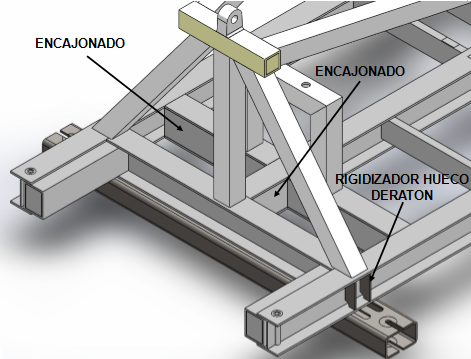 ENCAJONADO
ENCAJONADO
RIGIDIZADOR HUECO
DERATON